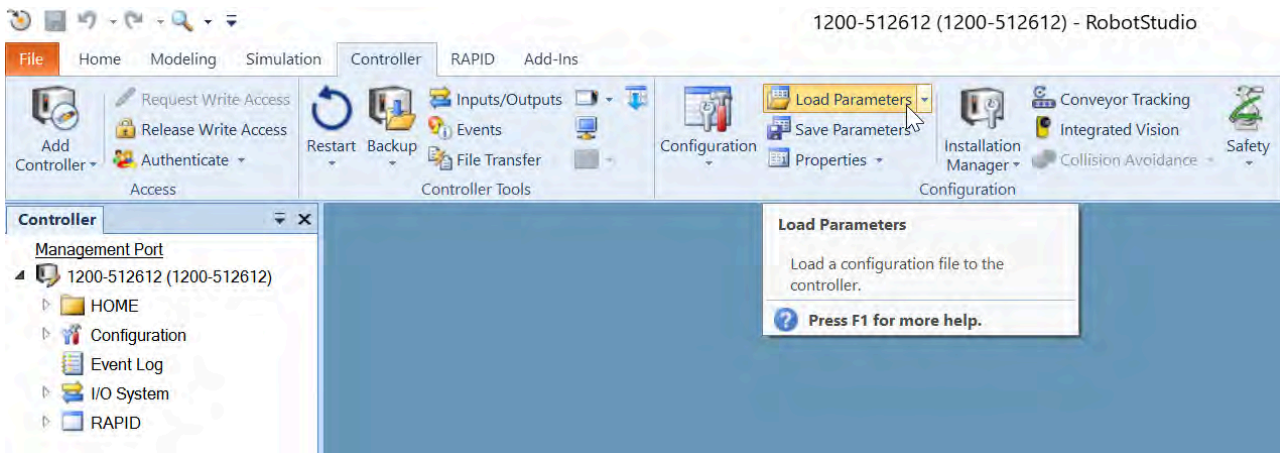 1200-512612 (1200-512612) - RobotStudio
File Home Modeling Simulation Controller RAPID Add-Ins
Add Controller
Request Write Access
Release Write Access
Authenticate
Access
Restart
Backup
Inputs/Outputs
Events
File Transfer
Controller Tools
Configuration
Load Parameters
Save Parameters
Properties
Installation
Manager
Conveyor Tracking
Integrated Vision
Collision Avoidance
Configuration
Safety
Controller
Management Port
1200-512612 (1200-512612)
HOME
Configuration
Event Log
I/O System
RAPID
Load Parameters
Load a configuration file to the
controller.
Press F1 for more help.